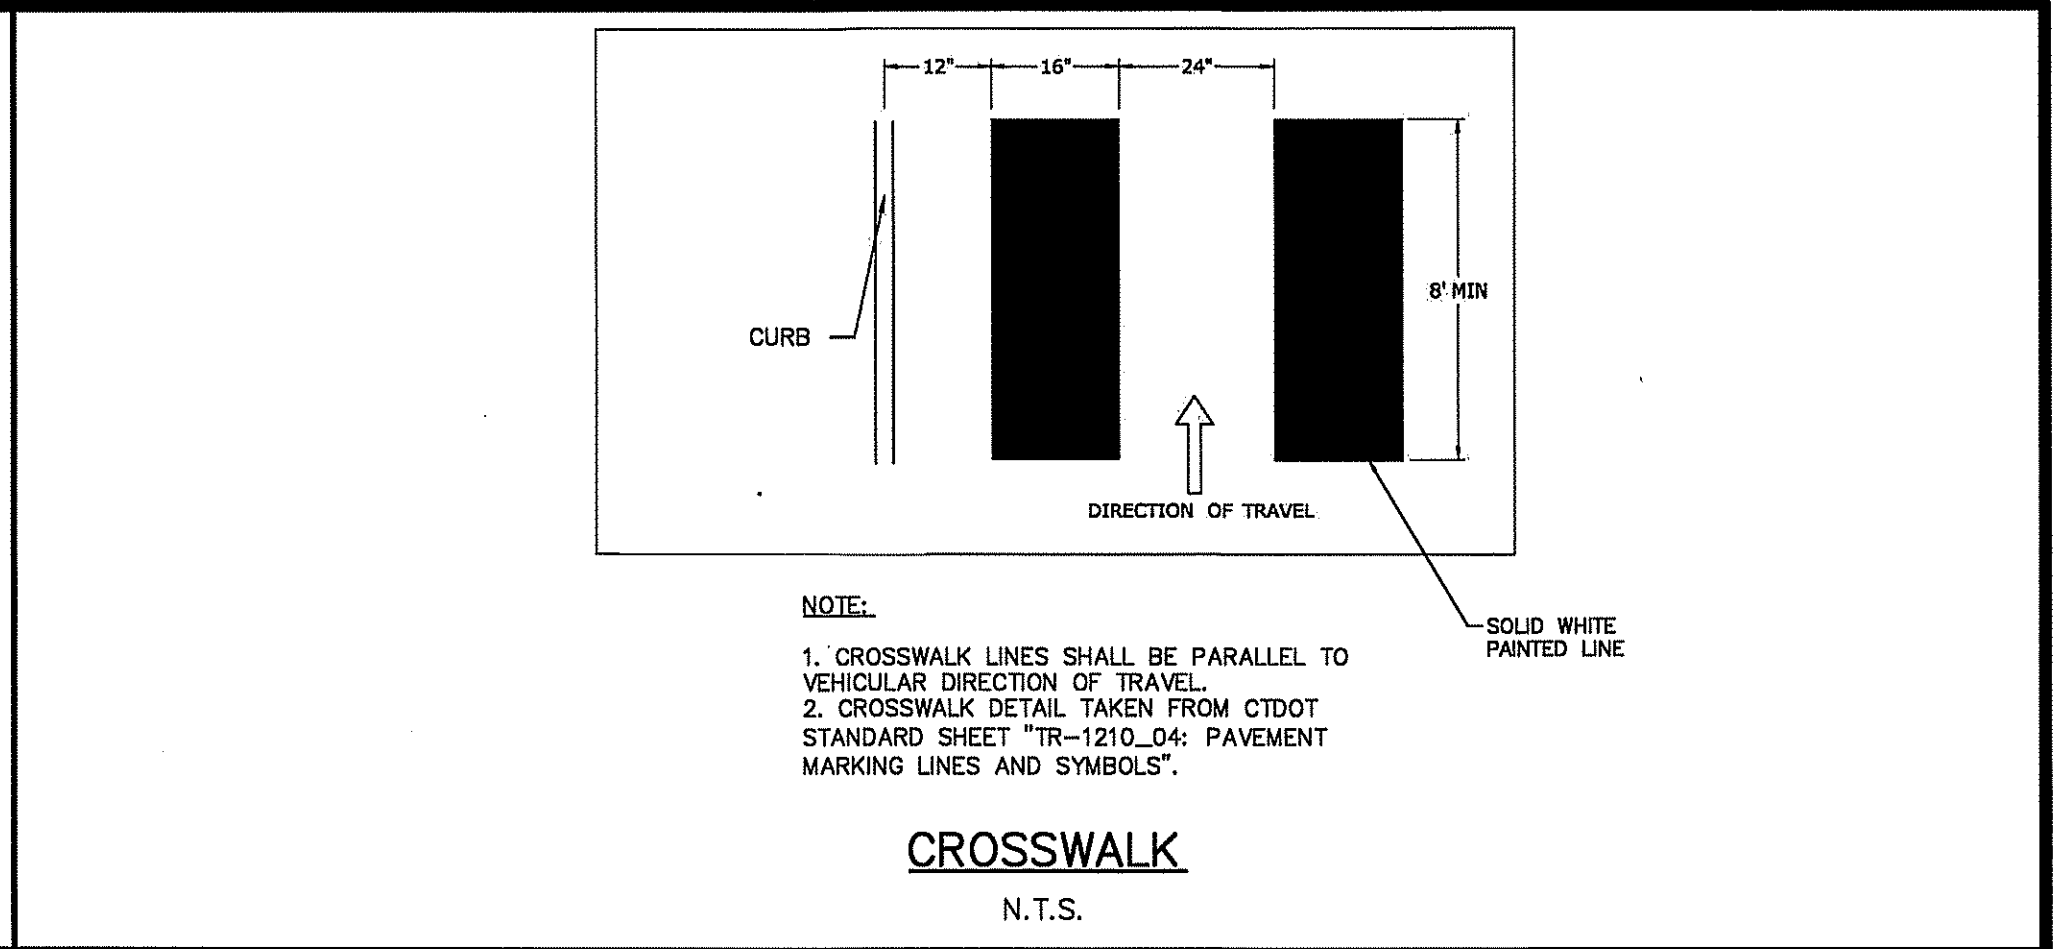 12" 16" 24"
8' MIN
CURB
DIRECTION OF TRAVEL
NOTE:
SOLID WHITE
PAINTED LINE
1. CROSSWALK LINES SHALL BE PARALLEL TO
VEHICULAR DIRECTION OF TRAVEL.
2. CROSSWALK DETAIL TAKEN FROM CTDOT
STANDARD SHEET "TR-1210_04: PAVEMENT
MARKING LINES AND SYMBOLS".
CROSSWALK
N.T.S.